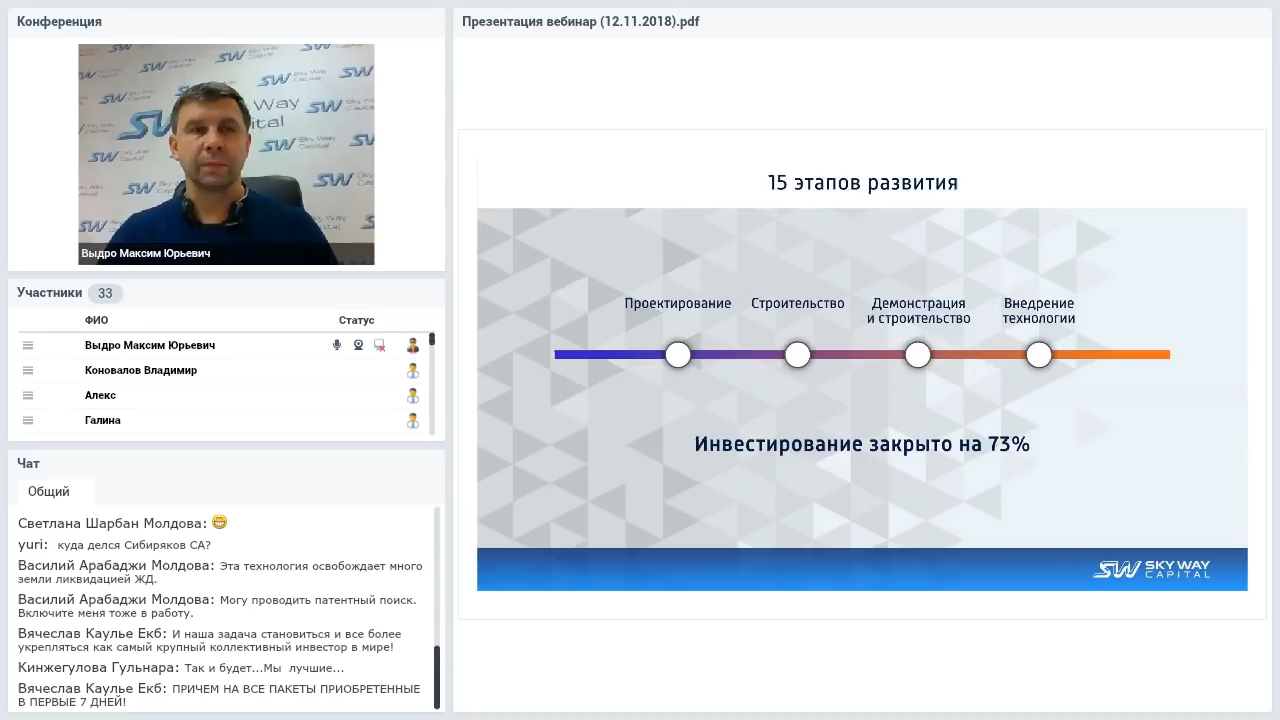 Конференция
SW
Sky Way
Capital
Выдро Максим Юрьевич
Участники 33
ФИО Статус
Выдро Максим Юрьевич
Коновалов Владимир
Алекс
Галина
Чат
Общий
Светлана Шарбан Молдова:
yuri: куда делся Сибиряков СА?
Василий Арабаджи Молдова: Эта технология освобождает много
земли ликвидацией ЖД.
Василий Арабаджи Молдова: Могу проводить патентный поиск.
Включите меня тоже в работу.
Вячеслав Каулье Екб: И наша задача становиться и все более
укрепляться как самый крупный коллективный инвестор в мире!
Кинжегулова Гульнара: Так и будет...Мы лучшие...
Вячеслав Каулье Екб: ПРИЧЕМ НА ВСЕ ПАКЕТЫ ПРИОБРЕТЕННЫЕ
В ПЕРВЫЕ 7 ДНЕЙ!
Презентация вебинар (12.11.2018).pdf
15 этапов развития
Проектирование
Строительство
Демонстрация
и строительство
Внедрение
технологии
Инвестирование закрыто на 73%
SW SKY WAY
CAPITAL